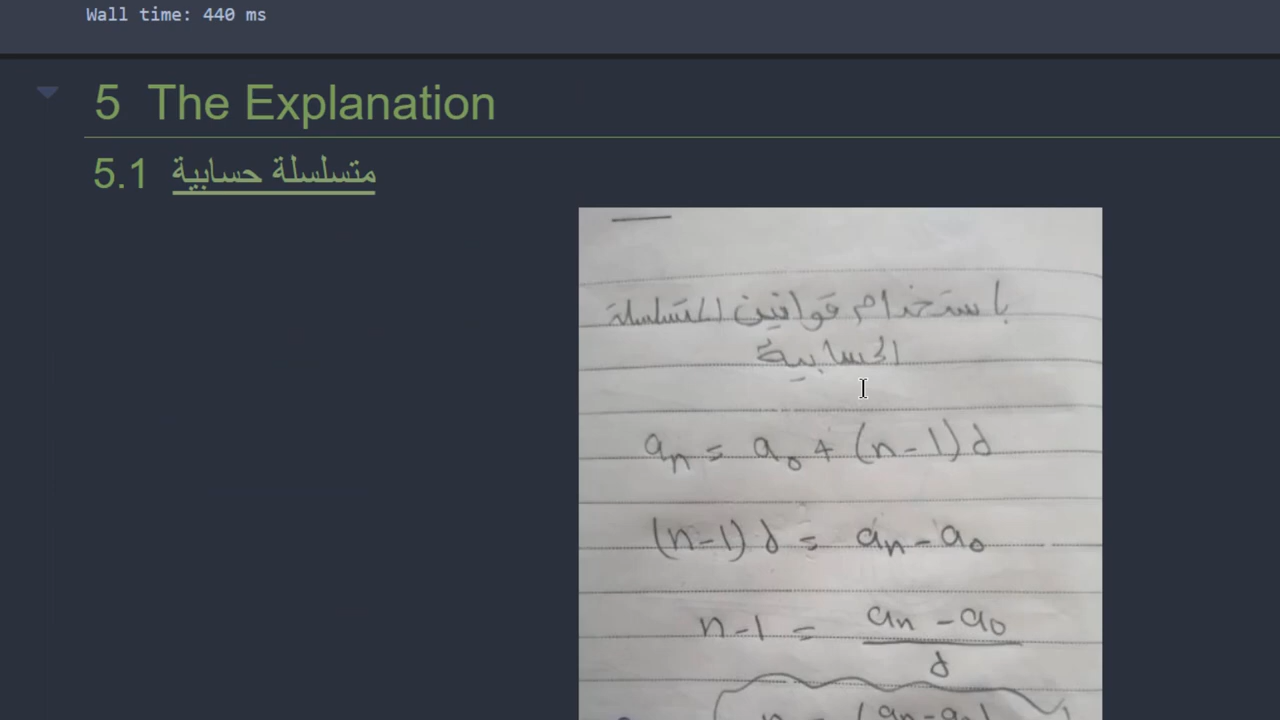 Wall time: 440 ms
5 The Explanation
5.1 متسلسلة حسابية
باستخدام قوانين المتسلسلة
الحسابية
aₙ = a₀ + (n-1)d
(n-1)d = aₙ - a₀
n-1 = (aₙ - a₀)/d